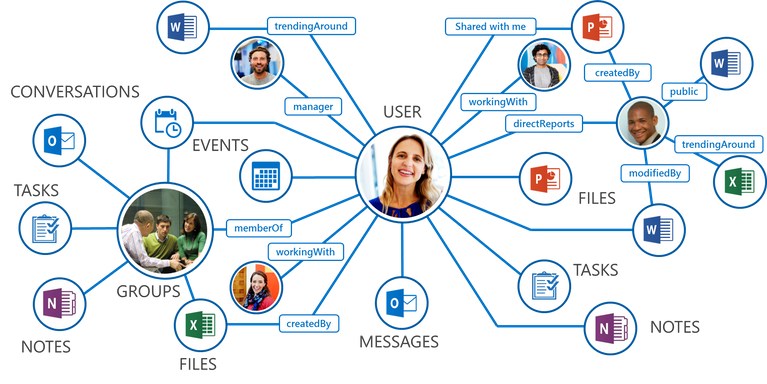 trendingAround
Shared with me
W
P
createdBy
W
public
CONVERSATIONS
manager
workingWith
USER
directReports
EVENTS
O
trendingAround
P
X
modifiedBy
TASKS
FILES
memberOf
W
workingWith
TASKS
GROUPS
N
O
X
createdBy
N
NOTES
MESSAGES
NOTES
FILES